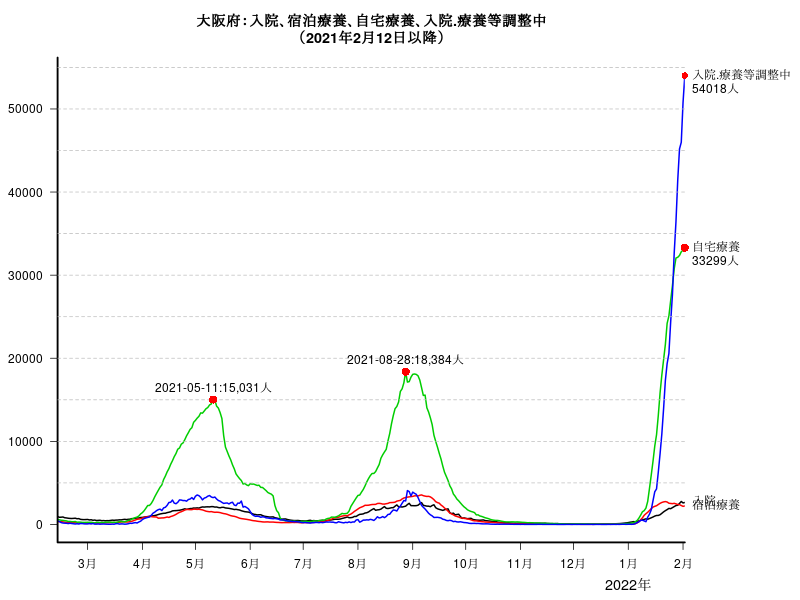 大阪府：入院、宿泊療養、自宅療養、入院.療養等調整中
（2021年2月12日以降）
入院.療養等調整中
54018人
50000
40000
自宅療養
33299人
30000
2021-08-28:18,384人
20000
2021-05-11:15,031人
10000
入院
宿泊療養
0
3月 4月 5月 6月 7月 8月 9月 10月 11月 12月 1月 2月
2022年